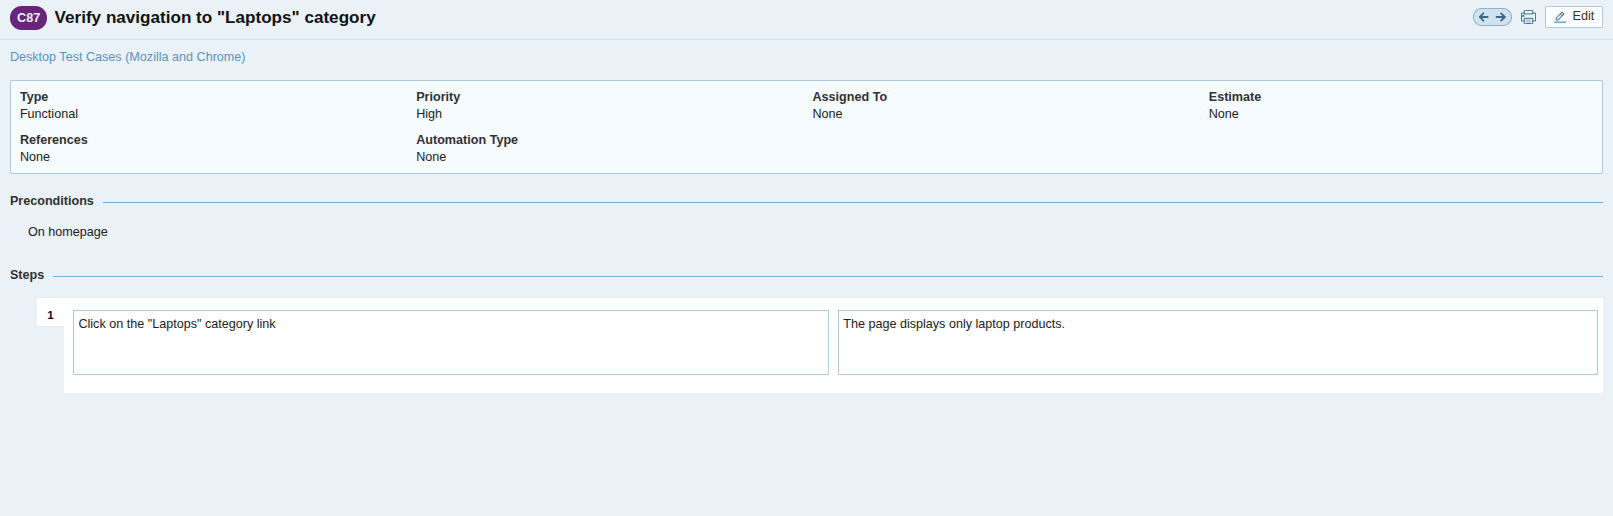 C87 Verify navigation to "Laptops" category
Edit
Desktop Test Cases (Mozilla and Chrome)
Type Priority Assigned To Estimate
Functional High None None
References Automation Type
None None
Preconditions
On homepage
Steps
1
Click on the "Laptops" category link The page displays only laptop products.